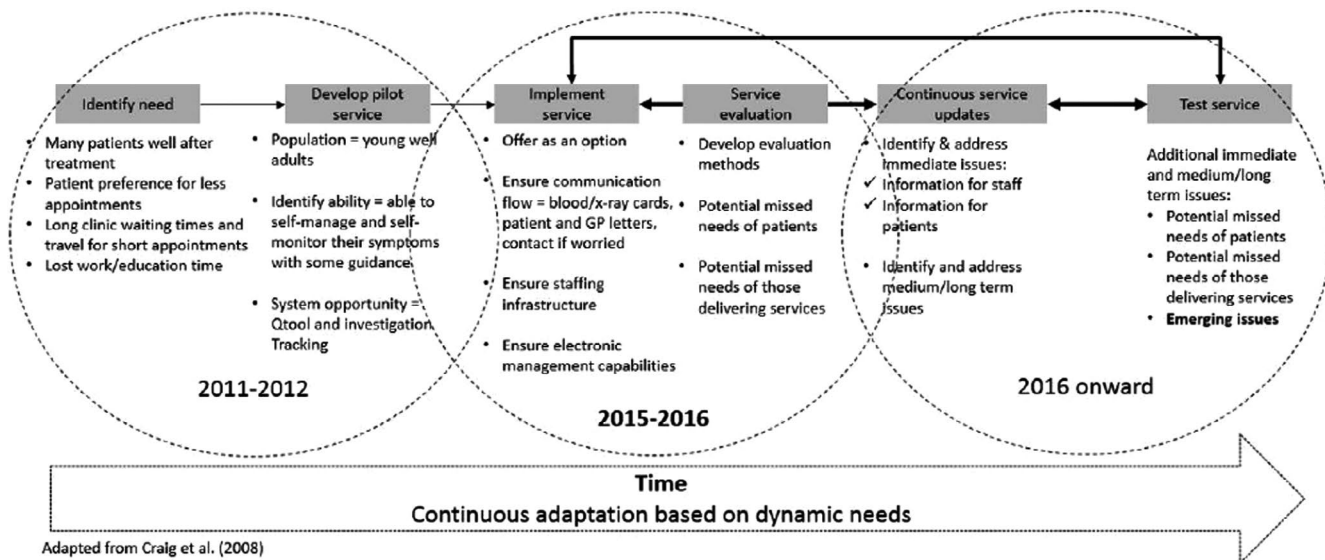 Identify need
• Many patients well after
treatment
• Patient preference for less
appointments
• Long clinic waiting times and
travel for short appointments
• Lost work/education time
Develop pilot
service
• Population = young well
adults
• Identify ability = able to
self-manage and self-
monitor their symptoms
with some guidance
• System opportunity =
Qtool and investigation
Tracking
2011-2012
Implement
service
• Offer as an option
• Ensure communication
flow = blood/x-ray cards,
patient and GP letters,
contact if worried
• Ensure staffing
infrastructure
• Ensure electronic
management capabilities
Service
evaluation
• Develop evaluation
methods
• Potential missed
needs of patients
• Potential missed
needs of those
delivering services
2015-2016
Continuous service
updates
• Identify & address
immediate issues:
✓ Information for staff
✓ Information for
patients
• Identify and address
medium/long term
issues
Test service
Additional immediate
and medium/long
term issues:
• Potential missed
needs of patients
• Potential missed
needs of those
delivering services
• Emerging issues
2016 onward
Time
Continuous adaptation based on dynamic needs
Adapted from Craig et al. (2008)